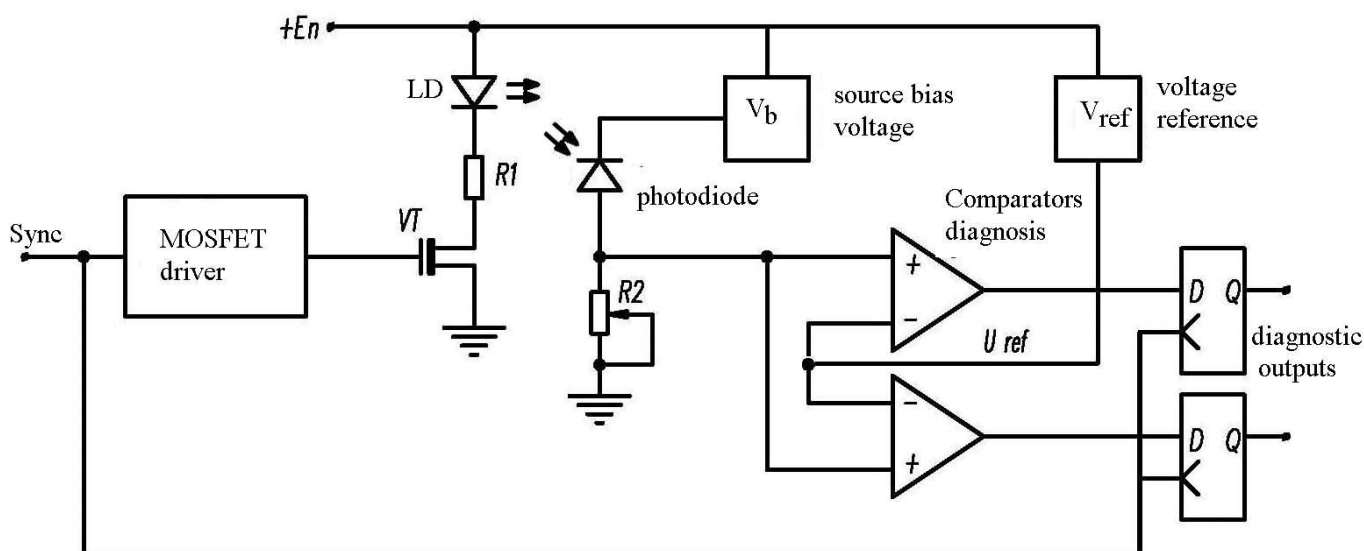 +En
LD
V_b
source bias
voltage
V_ref
voltage
reference
R1
photodiode
Comparators
diagnosis
Sync
MOSFET
driver
VT
+
R2
−
U ref
D Q
diagnostic
outputs
−
+
D Q